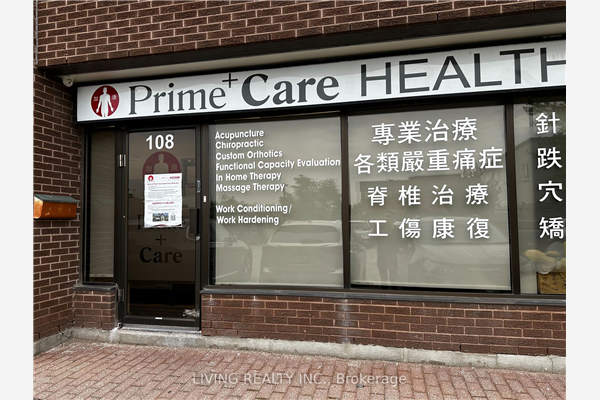 Prime+ Care HEALTH
108
Acupuncture
Chiropractic
Custom Orthotics
Functional Capacity Evaluation
In Home Therapy
Massage Therapy
Work Conditioning/
Work Hardening
專業治療
各類嚴重痛症
脊椎治療
工傷康復
針
跌
穴
矯
Care
LIVING REALTY INC., Brokerage